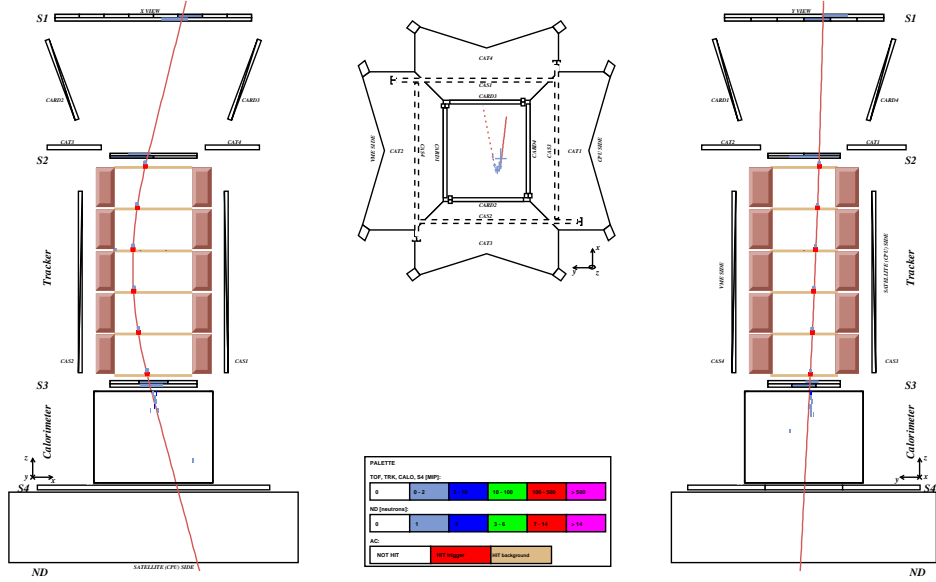 S1
X VIEW
CARD2
CARD3
CAT3
CAT4
S2
Tracker
CAS2
CAS1
S3
Calorimeter
z
y
x
S4
SATELLITE (CPU) SIDE
ND
CAT4
CAS1
CARD3
VME SIDE
CAT2
CAS4
CARD1
CARD4
CAS3
CAT1
CPU SIDE
CARD2
CAS2
CAT3
x
y
z
PALETTE
TOF, TRK, CALO, S4 [MIP]:
0
0 - 2
10 - 100
> 500
ND [neutrons]:
0
1
3 - 6
7 - 14
> 14
AC:
NOT HIT
HIT trigger
HIT background
Y VIEW
S1
CARD1
CARD4
CAT2
CAT1
S2
VME SIDE
SATELLITE (CPU) SIDE
Tracker
CAS4
CAS3
S3
Calorimeter
z
y
x
S4
ND